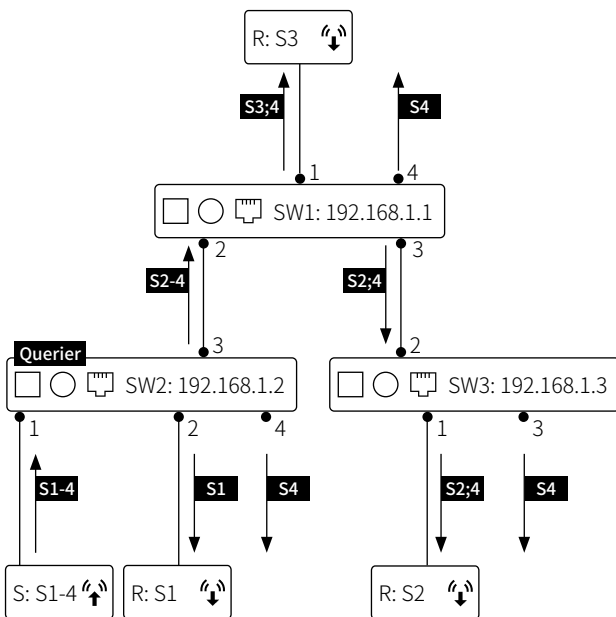 R: S3
S3;4
S4
1
4
SW1: 192.168.1.1
2
3
S2-4
S2;4
Querier
3
2
SW2: 192.168.1.2
SW3: 192.168.1.3
1
2
4
1
3
S1-4
S1
S4
S2;4
S4
S: S1-4
R: S1
R: S2